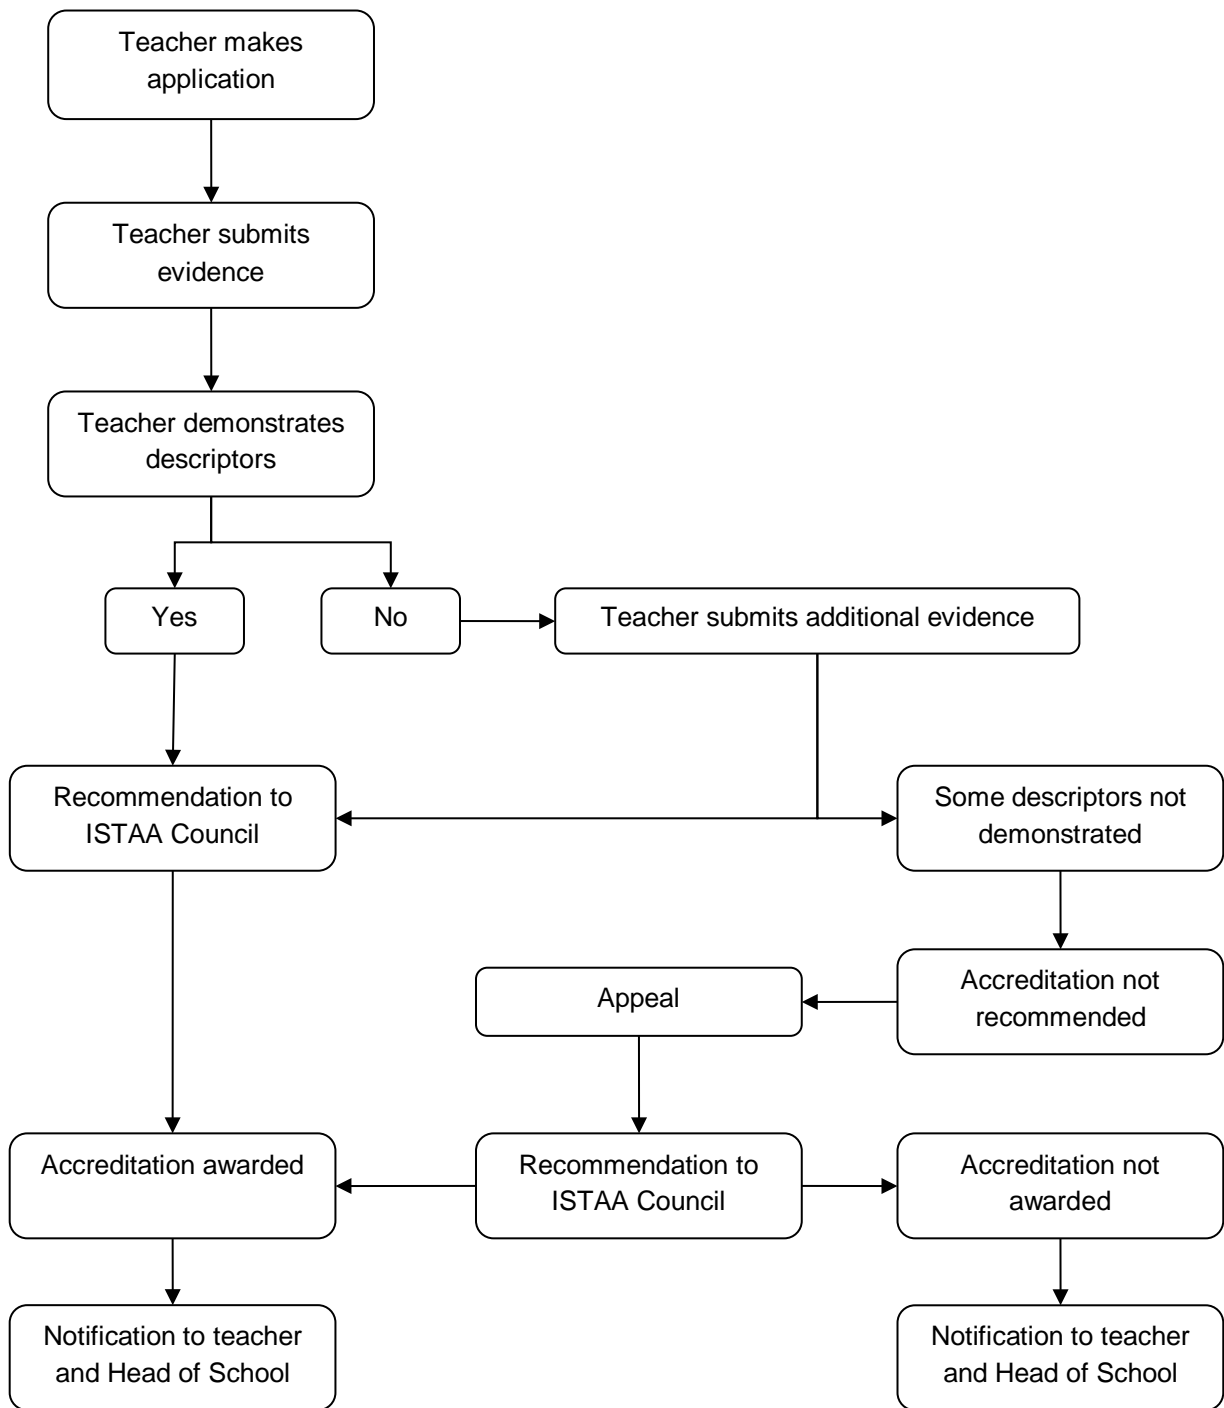 Teacher makes
application
Teacher submits
evidence
Teacher demonstrates
descriptors
Yes
No
Teacher submits additional evidence
Recommendation to
ISTAA Council
Some descriptors not
demonstrated
Accreditation not
recommended
Appeal
Accreditation awarded
Recommendation to
ISTAA Council
Accreditation not
awarded
Notification to teacher
and Head of School
Notification to teacher
and Head of School